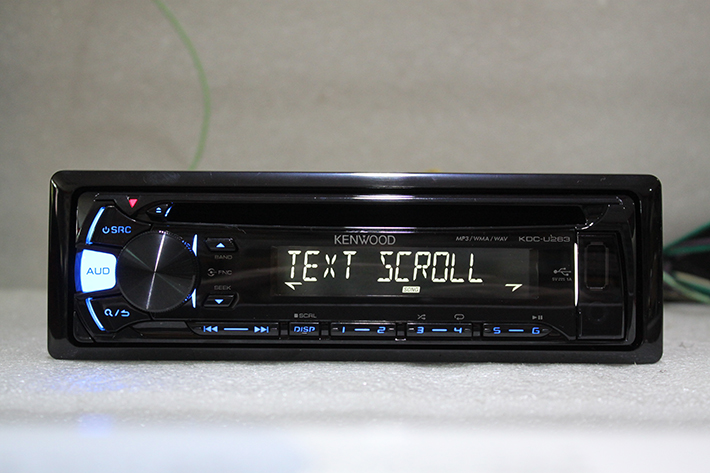 SRC
KENWOOD
MP3/WMA/WAV
KDC-U263
AUD
BAND
FNC
SEEK
TEXT SCROLL
SONG
SCRL
DISP
1
2
3
4
5
6